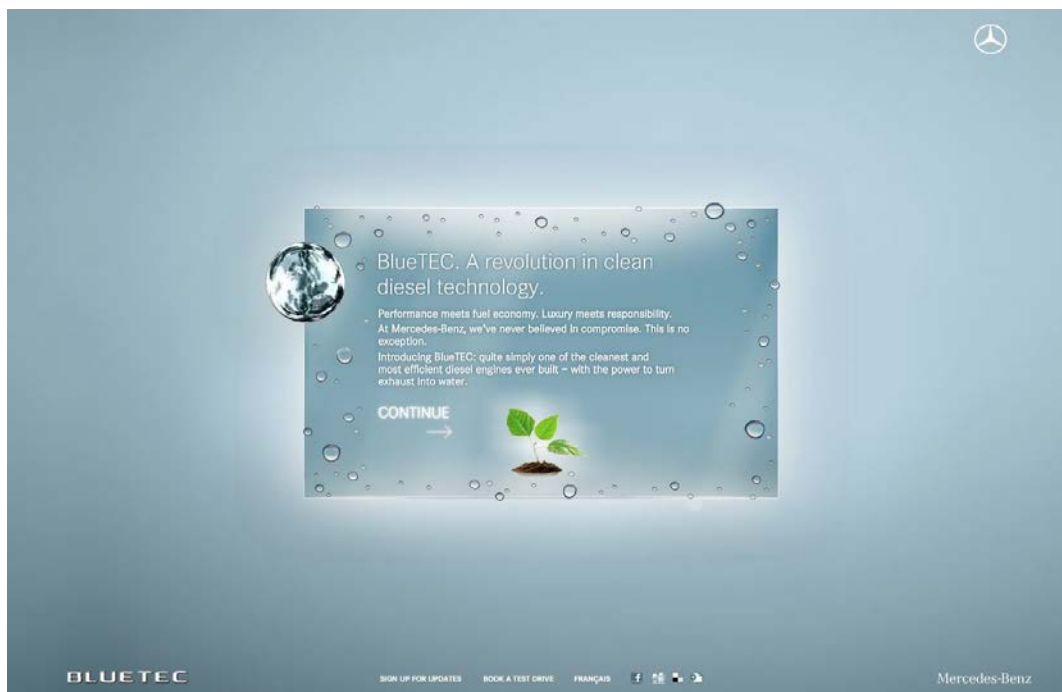 BlueTEC. A revolution in clean
diesel technology.
Performance meets fuel economy. Luxury meets responsibility.
At Mercedes-Benz, we've never believed in compromise. This is no
exception.
Introducing BlueTEC: quite simply one of the cleanest and
most efficient diesel engines ever built – with the power to turn
exhaust into water.
CONTINUE
BLUETEC
SIGN UP FOR UPDATES BOOK A TEST DRIVE FRANÇAIS
Mercedes-Benz